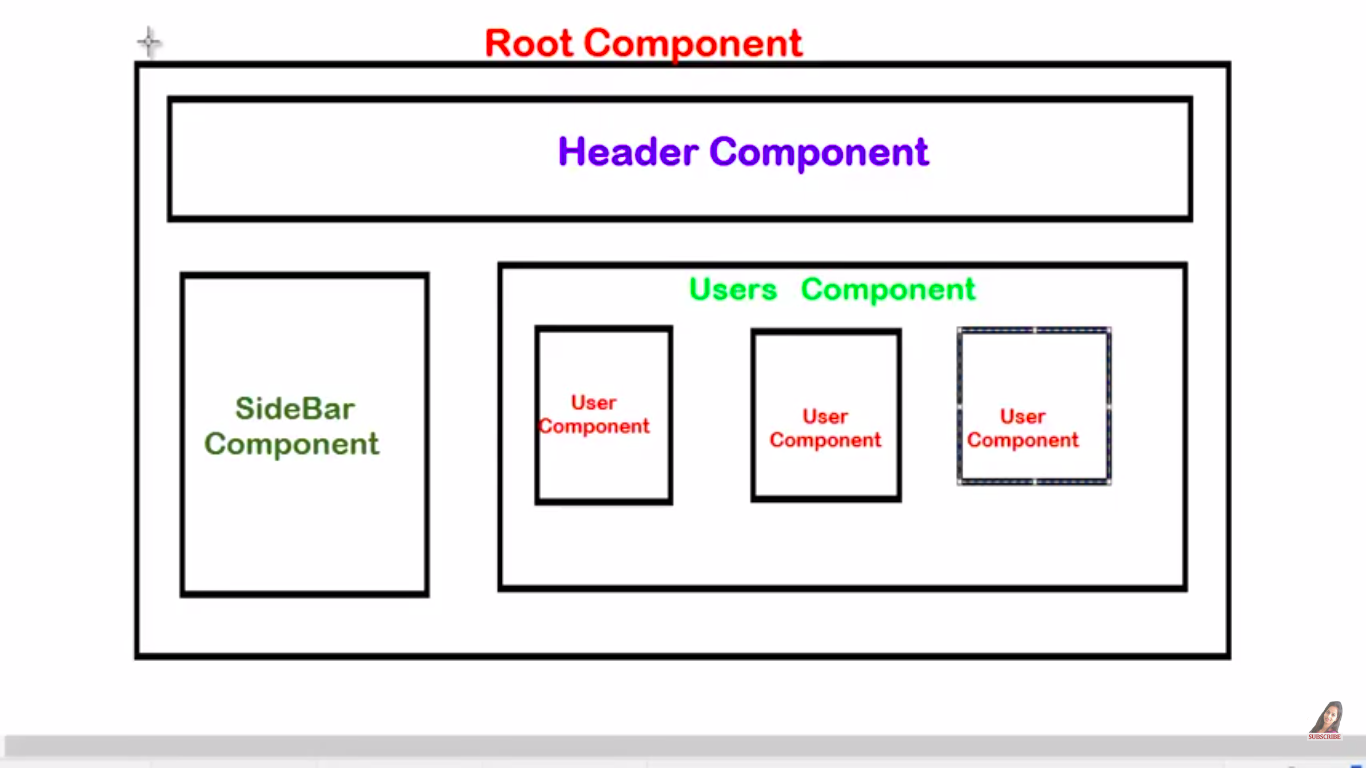 Root Component
Header Component
Users Component
SideBar
Component
User
Component
User
Component
User
Component
SUBSCRIBE